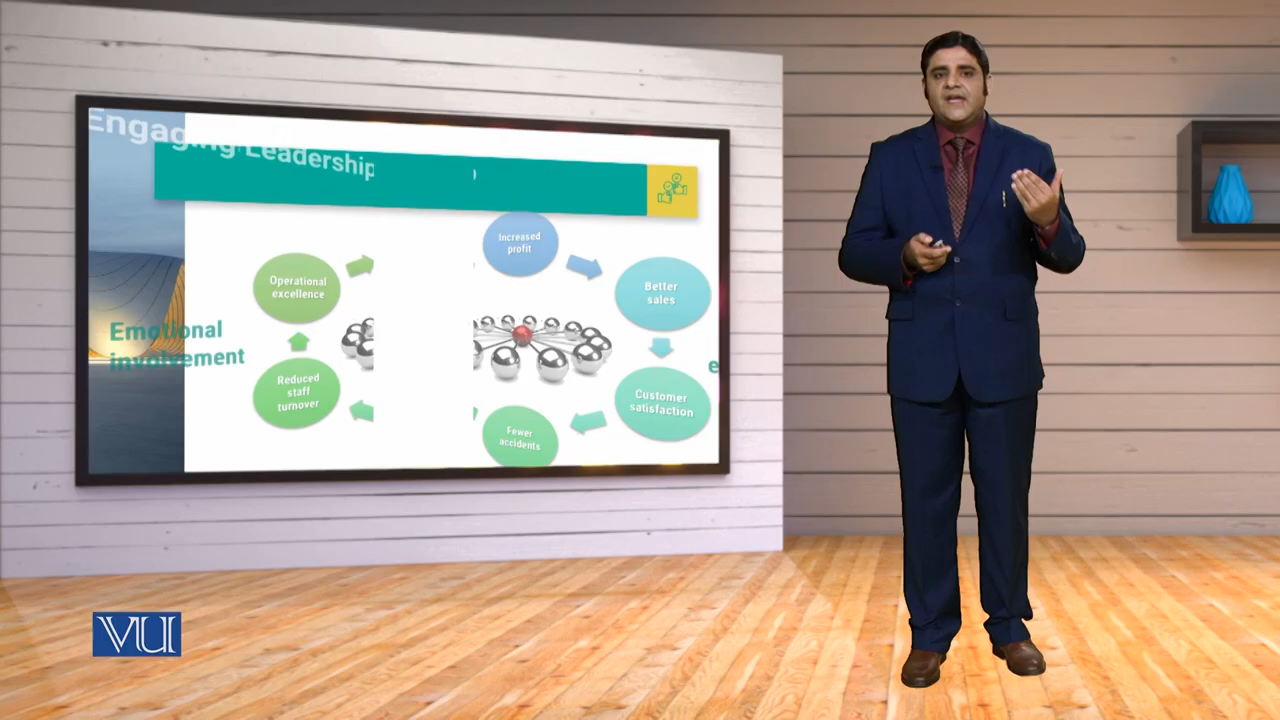 Engaging Leadership
Increased
profit
Operational
excellence
Better
sales
Emotional
involvement
Reduced
staff
turnover
Customer
satisfaction
Fewer
accidents
VU